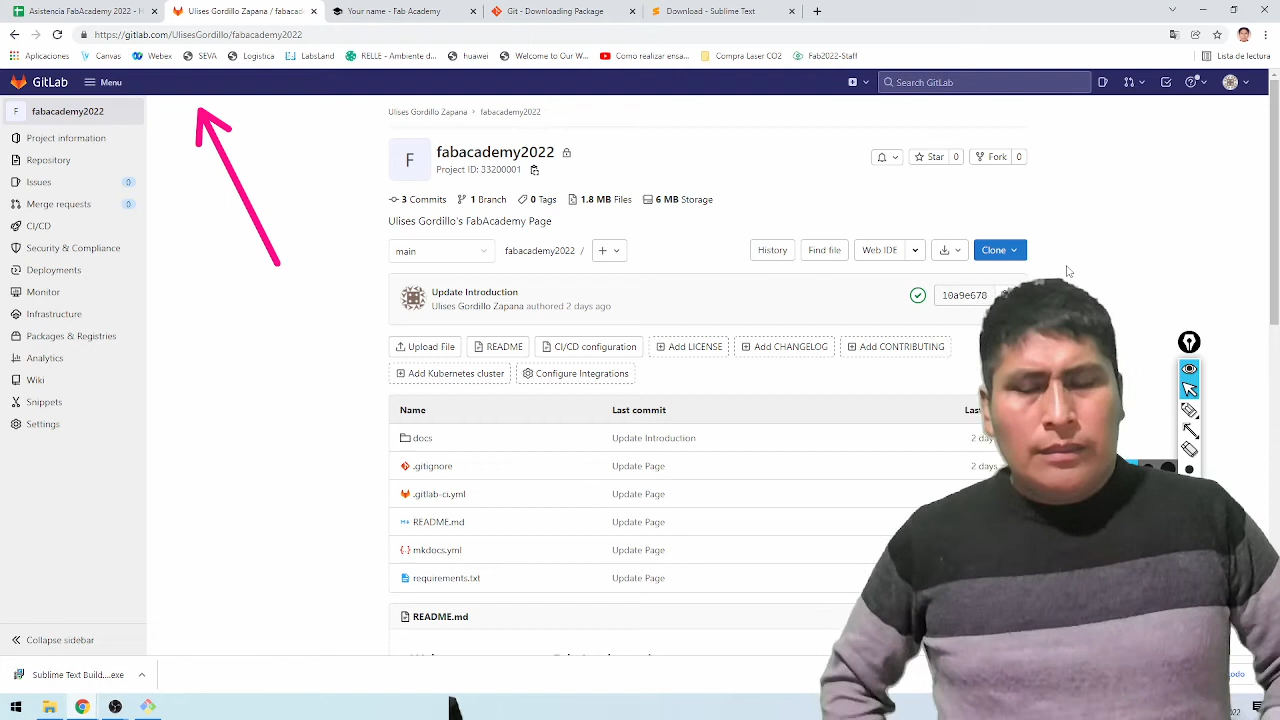 Asistencia FabAcademy 2022 - H
Ulises Gordillo Zapana / fabacad
Your name - Fab Academy
Git - Downloading Package
Download - Sublime Text
https://gitlab.com/UlisesGordillo/fabacademy2022
Aplicaciones
Canvas
Webex
SEVA
Logistica
Labsland
RELLE - Ambiente d...
huawei
Welcome to Our W...
Como realizar ensa...
Compra Laser CO2
Fab2022-Staff
Lista de lectura
GitLab
Menu
Search GitLab
F fabacademy2022
Project information
Repository
Issues 0
Merge requests 0
CI/CD
Security & Compliance
Deployments
Monitor
Infrastructure
Packages & Registries
Analytics
Wiki
Snippets
Settings
Collapse sidebar
Ulises Gordillo Zapana > fabacademy2022
F
fabacademy2022
Project ID: 33200001
Star 0
Fork 0
3 Commits 1 Branch 0 Tags 1.8 MB Files 6 MB Storage
Ulises Gordillo's FabAcademy Page
main
fabacademy2022 /
History
Find file
Web IDE
Clone
Update Introduction
Ulises Gordillo Zapana authored 2 days ago
10a9e678
Upload File
README
CI/CD configuration
Add LICENSE
Add CHANGELOG
Add CONTRIBUTING
Add Kubernetes cluster
Configure Integrations
Name Last commit
docs Update Introduction
.gitignore Update Page 2 days
.gitlab-ci.yml Update Page
README.md Update Page
mkdocs.yml Update Page
requirements.txt Update Page
README.md
Sublime Text Build....exe